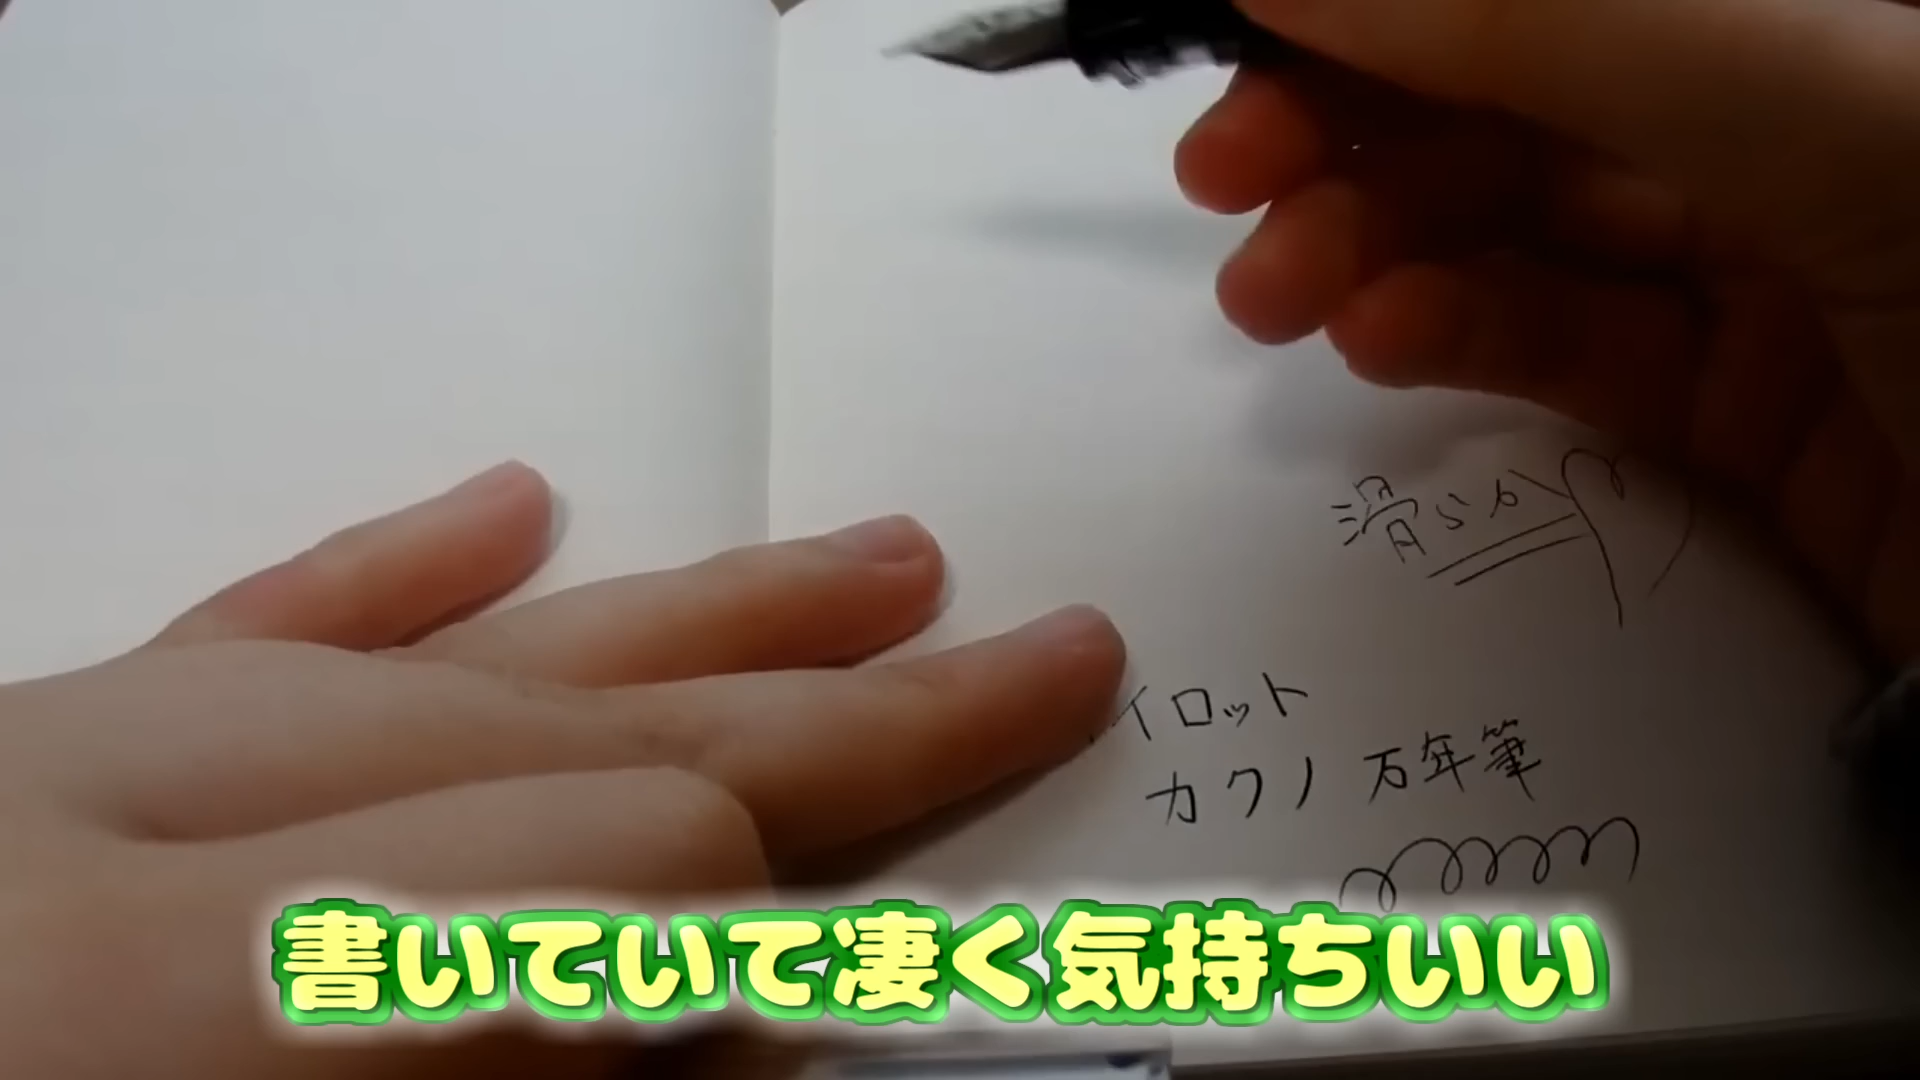 滑らか
イロット
カクノ 万年筆
書いていて凄く気持ちいい